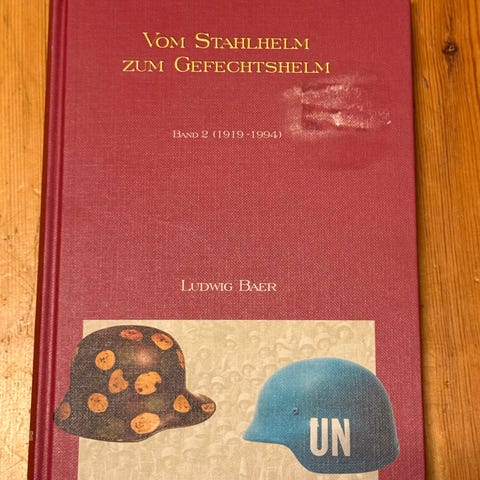 Vom Stahlhelm
zum Gefechtshelm
Band 2 (1919-1994)
Ludwig Baer
UN